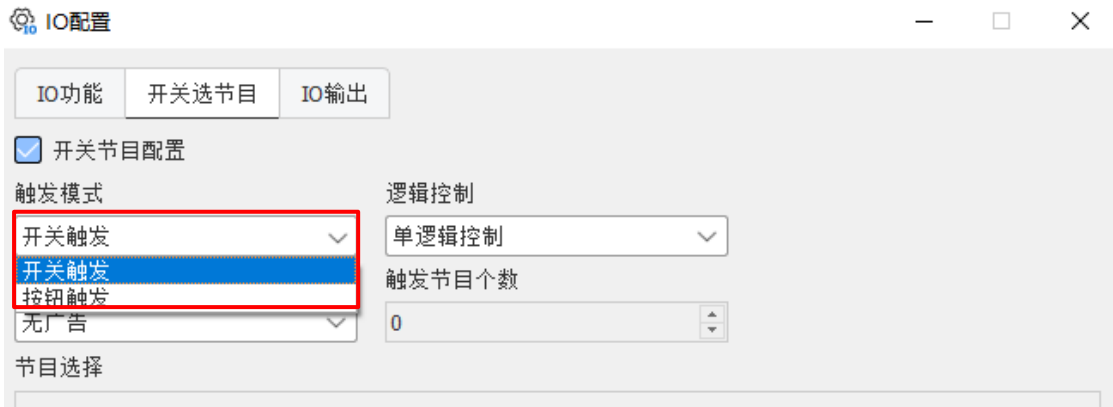 IO配置
IO功能 开关选节目 IO输出
开关节目配置
触发模式 逻辑控制
开关触发 单逻辑控制
开关触发
触发节目个数
按钮触发
无广告 0
节目选择